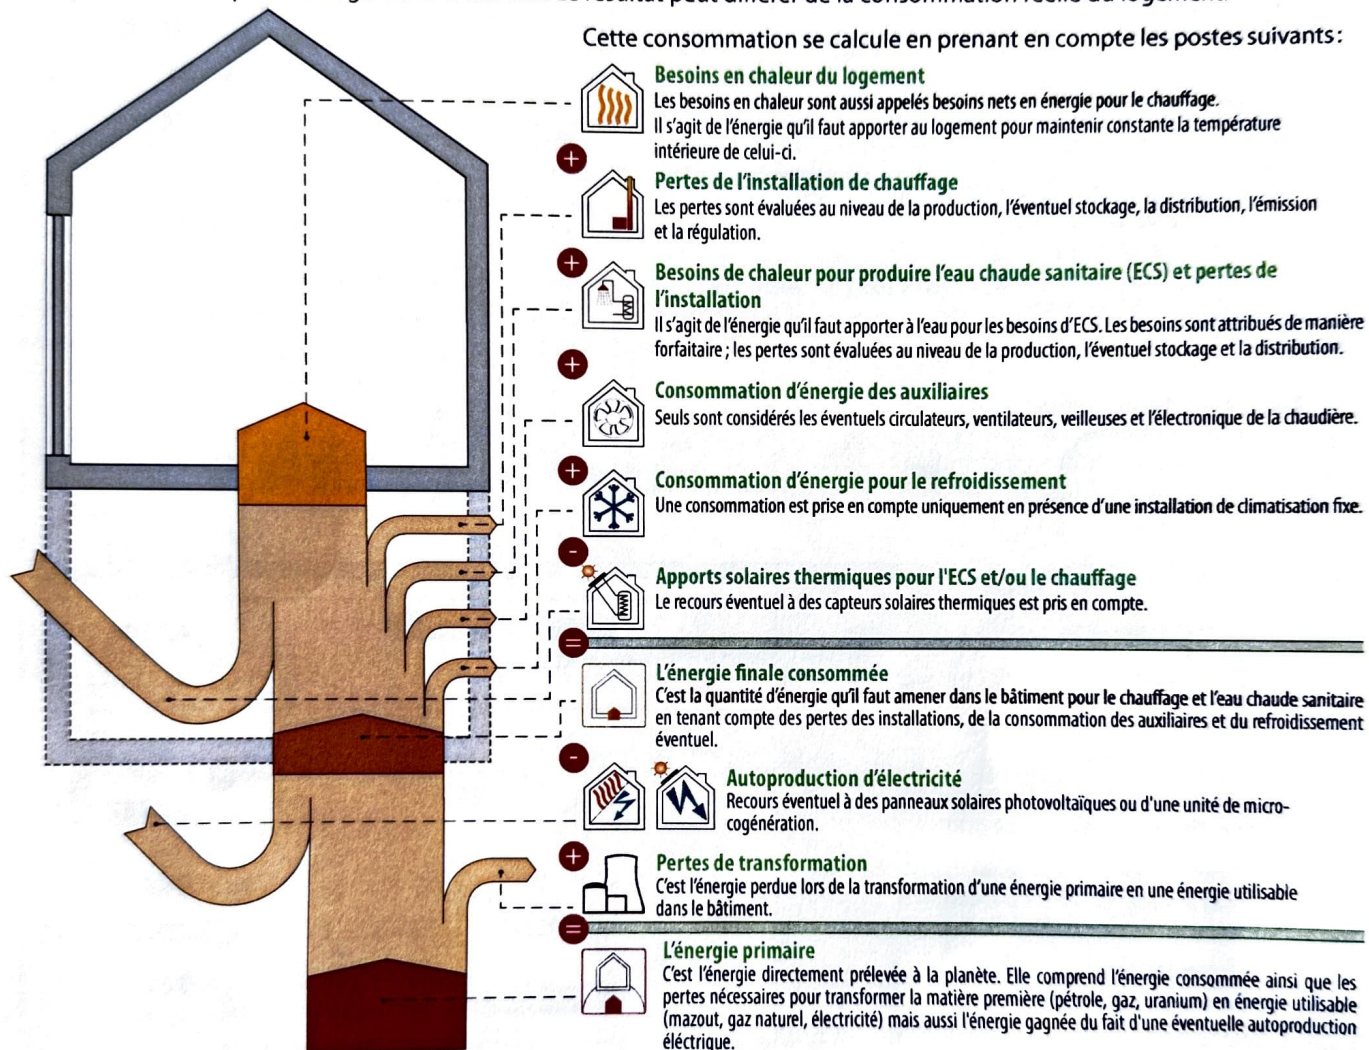 résultat peut différer de la consommation réelle du logement.
Cette consommation se calcule en prenant en compte les postes suivants :
Besoins en chaleur du logement
Les besoins en chaleur sont aussi appelés besoins nets en énergie pour le chauffage.
Il s'agit de l'énergie qu'il faut apporter au logement pour maintenir constante la température
intérieure de celui-ci.
+
Pertes de l'installation de chauffage
Les pertes sont évaluées au niveau de la production, l'éventuel stockage, la distribution, l'émission
et la régulation.
+
Besoins de chaleur pour produire l'eau chaude sanitaire (ECS) et pertes de
l'installation
Il s'agit de l'énergie qu'il faut apporter à l'eau pour les besoins d'ECS. Les besoins sont attribués de manière
forfaitaire ; les pertes sont évaluées au niveau de la production, l'éventuel stockage et la distribution.
+
Consommation d'énergie des auxiliaires
Seuls sont considérés les éventuels circulateurs, ventilateurs, veilleuses et l'électronique de la chaudière.
+
Consommation d'énergie pour le refroidissement
Une consommation est prise en compte uniquement en présence d'une installation de climatisation fixe.
-
Apports solaires thermiques pour l'ECS et/ou le chauffage
Le recours éventuel à des capteurs solaires thermiques est pris en compte.
=
L'énergie finale consommée
C'est la quantité d'énergie qu'il faut amener dans le bâtiment pour le chauffage et l'eau chaude sanitaire
en tenant compte des pertes des installations, de la consommation des auxiliaires et du refroidissement
éventuel.
-
Autoproduction d'électricité
Recours éventuel à des panneaux solaires photovoltaïques ou d'une unité de micro-
cogénération.
+
Pertes de transformation
C'est l'énergie perdue lors de la transformation d'une énergie primaire en une énergie utilisable
dans le bâtiment.
=
L'énergie primaire
C'est l'énergie directement prélevée à la planète. Elle comprend l'énergie consommée ainsi que les
pertes nécessaires pour transformer la matière première (pétrole, gaz, uranium) en énergie utilisable
(mazout, gaz naturel, électricité) mais aussi l'énergie gagnée du fait d'une éventuelle autoproduction
éléctrique.